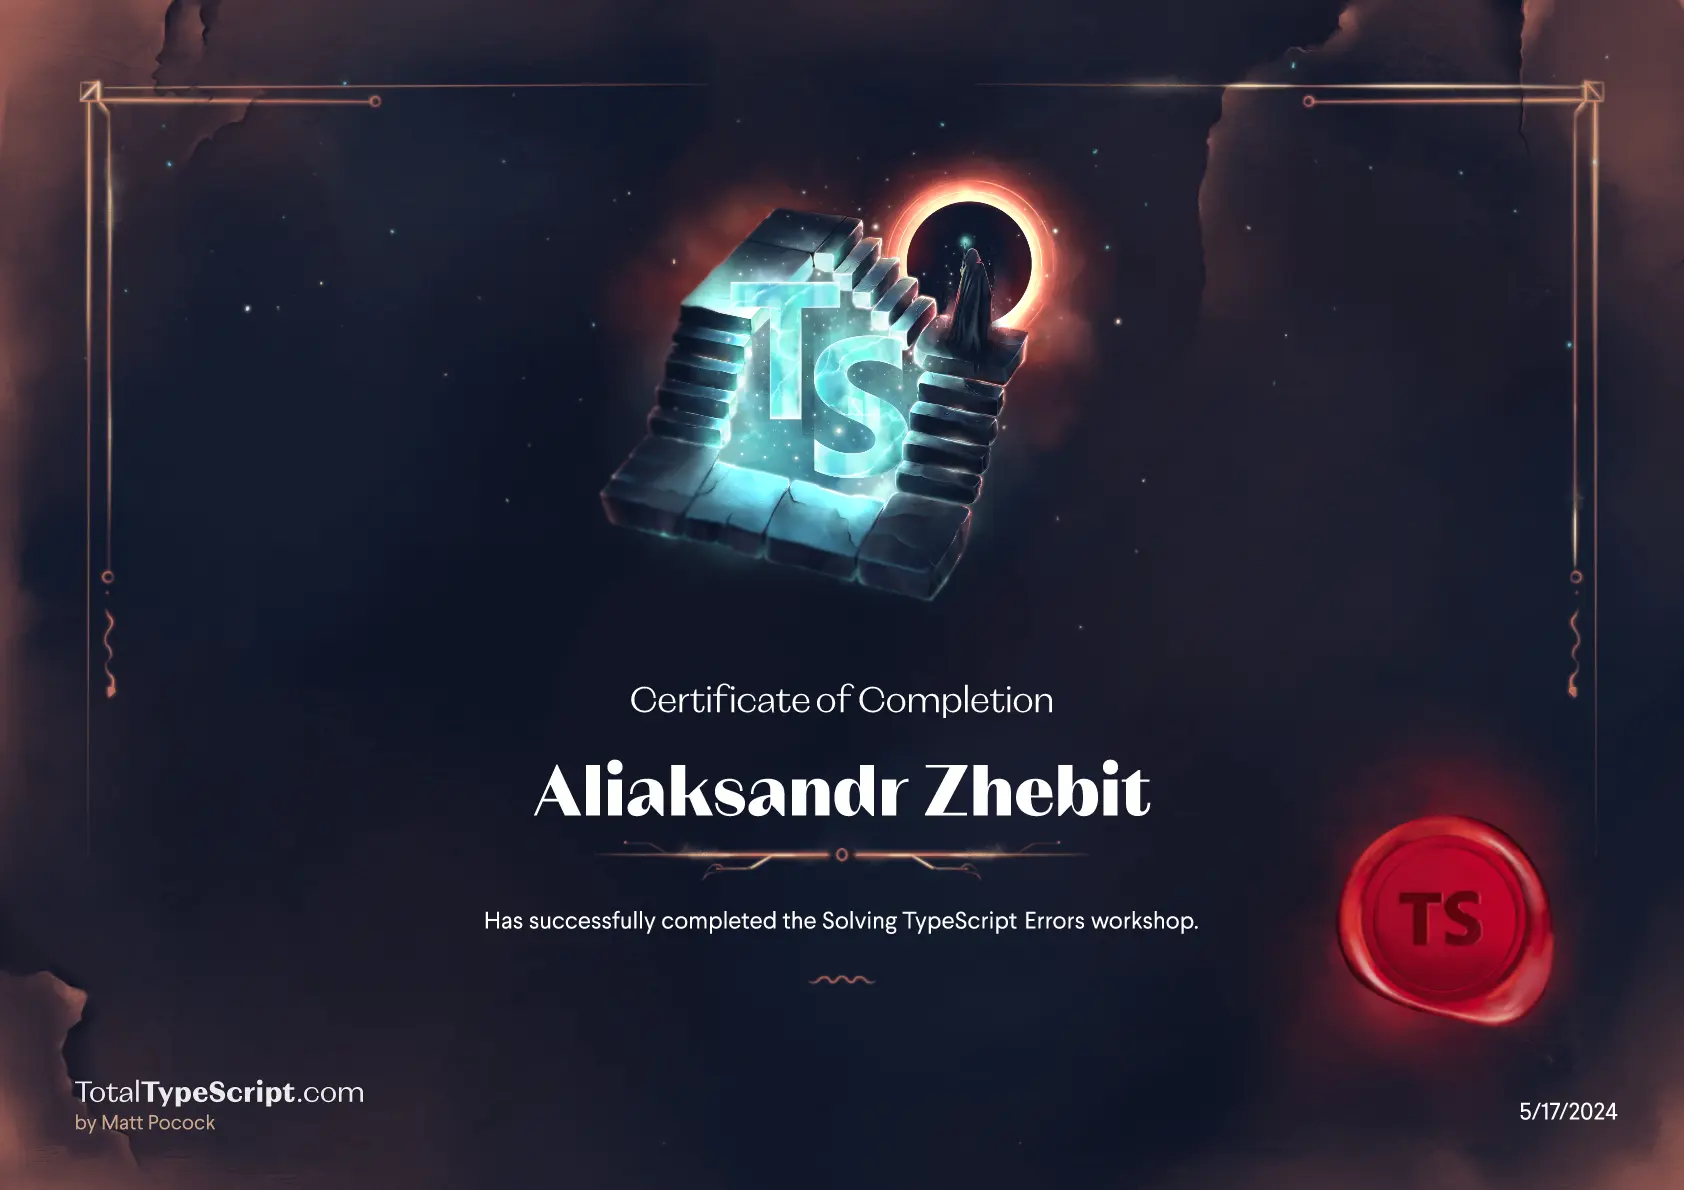 TS
Certificate of Completion
Aliaksandr Zhebit
Has successfully completed the Solving TypeScript Errors workshop.
TS
TotalTypeScript.com
by Matt Pocock
5/17/2024